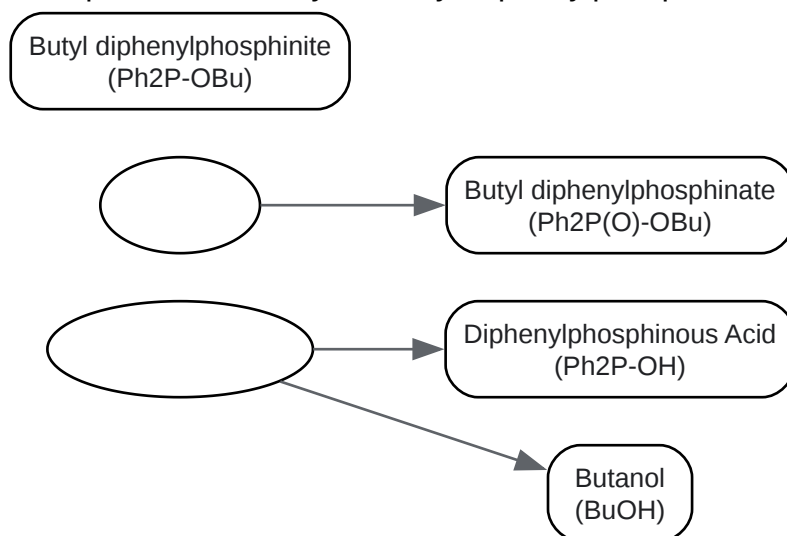 Butyl diphenylphosphinite
(Ph2P-OBu)
Butyl diphenylphosphinate
(Ph2P(O)-OBu)
Diphenylphosphinous Acid
(Ph2P-OH)
Butanol
(BuOH)